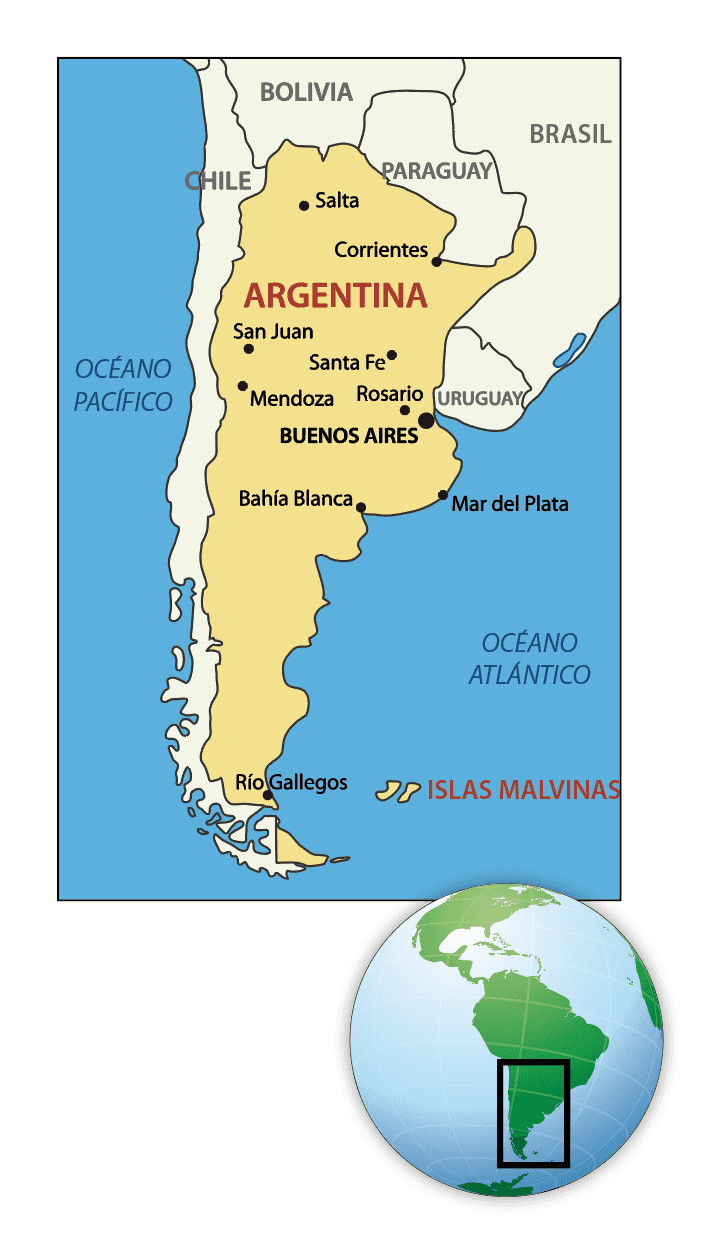 BOLIVIA
BRASIL
PARAGUAY
CHILE
Salta
Corrientes
ARGENTINA
San Juan
Santa Fe
OCÉANO
PACÍFICO
Mendoza
Rosario
URUGUAY
BUENOS AIRES
Bahía Blanca
Mar del Plata
OCÉANO
ATLÁNTICO
Río Gallegos
ISLAS MALVINAS